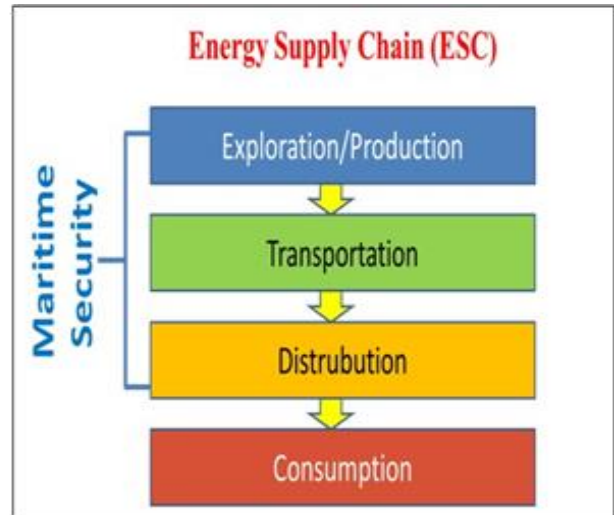 Energy Supply Chain (ESC)
Exploration/Production
Maritime
Security
Transportation
Distrubution
Consumption